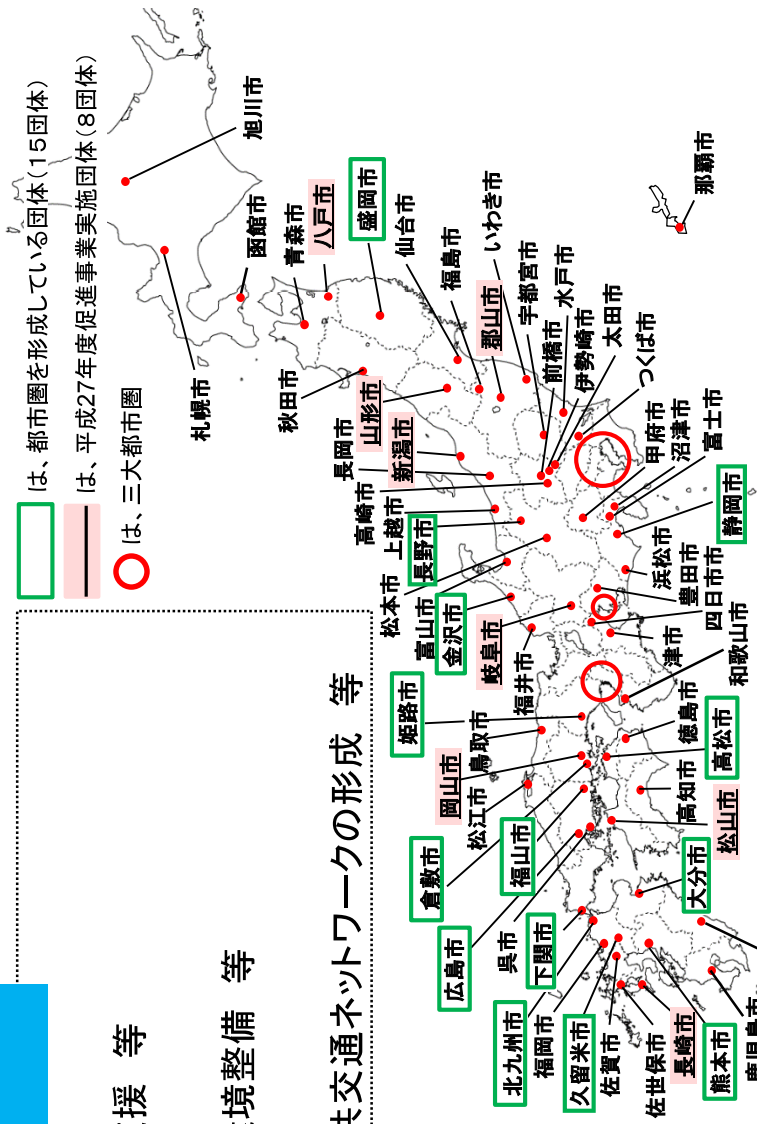 は、都市圏を形成している団体(15団体)
は、平成27年度促進事業実施団体(8団体)
は、三大都市圏
援 等
境整備 等
共交通ネットワークの形成 等
旭川市
札幌市
函館市
青森市
八戸市
盛岡市
秋田市
仙台市
山形市
福島市
郡山市
いわき市
新潟市
長岡市
宇都宮市
水戸市
前橋市
伊勢崎市
太田市
つくば市
高崎市
上越市
長野市
松本市
甲府市
沼津市
富士市
静岡市
富山市
金沢市
浜松市
豊田市
岐阜市
四日市市
福井市
津市
和歌山市
姫路市
鳥取市
岡山市
松江市
徳島市
高松市
倉敷市
福山市
高知市
松山市
広島市
呉市
下関市
大分市
北九州市
福岡市
久留米市
佐賀市
佐世保市
長崎市
熊本市
鹿児島市
那覇市